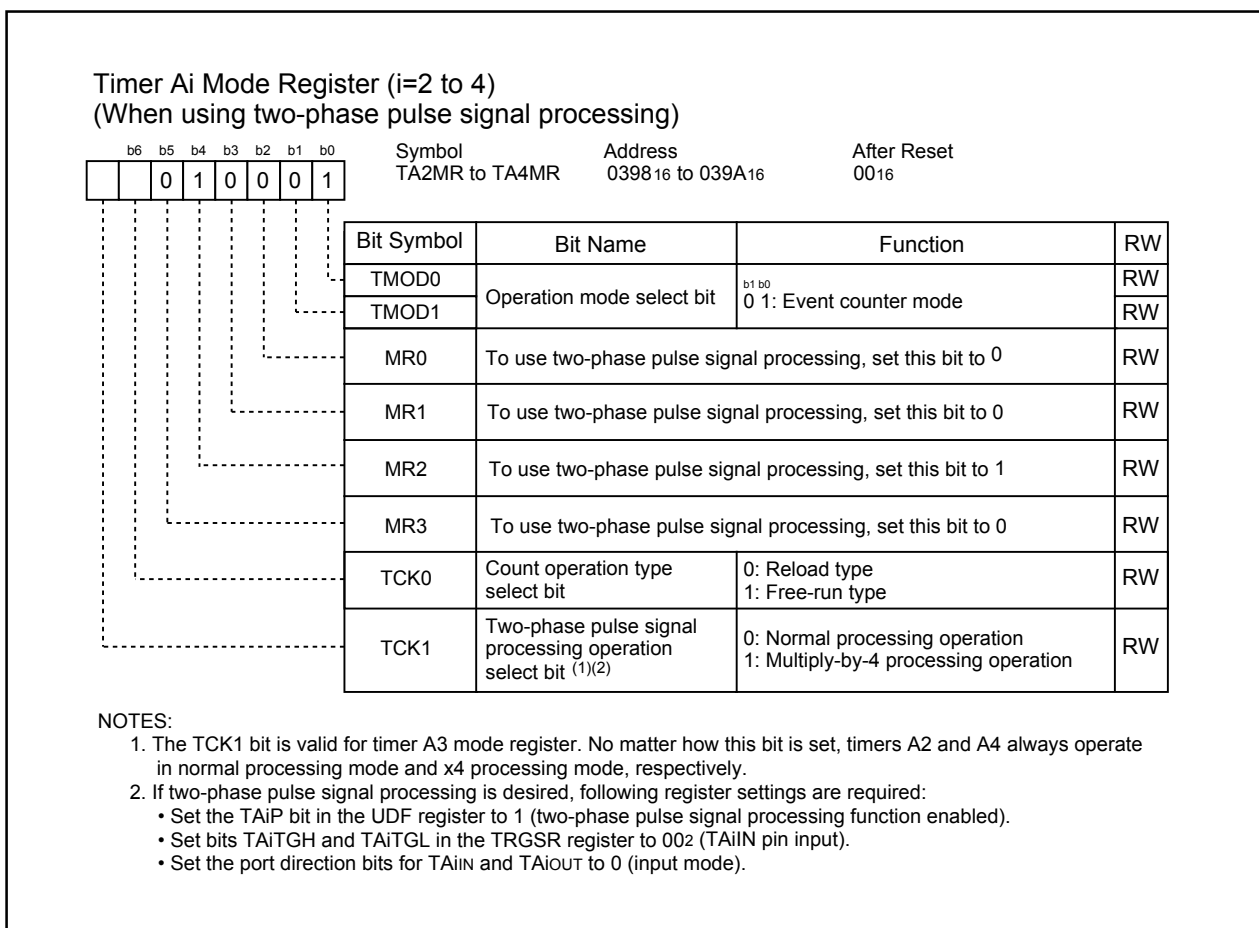 Timer Ai Mode Register (i=2 to 4)
(When using two-phase pulse signal processing)
b6 b5 b4 b3 b2 b1 b0
0 1 0 0 0 1
Symbol Address After Reset
TA2MR to TA4MR 039816 to 039A16 0016
Bit Symbol Bit Name Function RW
TMOD0 Operation mode select bit b1 b0 RW
TMOD1 0 1: Event counter mode RW
MR0 To use two-phase pulse signal processing, set this bit to 0 RW
MR1 To use two-phase pulse signal processing, set this bit to 0 RW
MR2 To use two-phase pulse signal processing, set this bit to 1 RW
MR3 To use two-phase pulse signal processing, set this bit to 0 RW
TCK0 Count operation type select bit 0: Reload type RW
1: Free-run type
TCK1 Two-phase pulse signal processing operation select bit (1)(2) 0: Normal processing operation RW
1: Multiply-by-4 processing operation
NOTES:
1. The TCK1 bit is valid for timer A3 mode register. No matter how this bit is set, timers A2 and A4 always operate
in normal processing mode and x4 processing mode, respectively.
2. If two-phase pulse signal processing is desired, following register settings are required:
• Set the TAiP bit in the UDF register to 1 (two-phase pulse signal processing function enabled).
• Set bits TAiTGH and TAiTGL in the TRGSR register to 002 (TAiIN pin input).
• Set the port direction bits for TAiIN and TAiOUT to 0 (input mode).